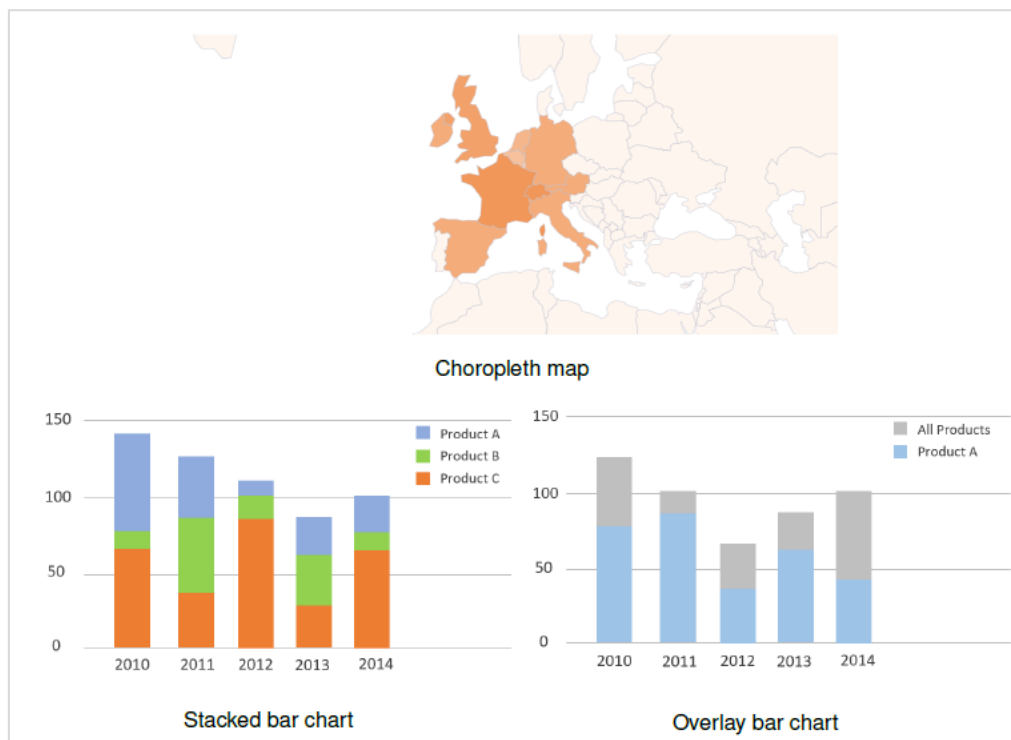 Choropleth map
150
100
50
0
2010
2011
2012
2013
2014
Product A
Product B
Product C
Stacked bar chart
150
100
50
0
2010
2011
2012
2013
2014
All Products
Product A
Overlay bar chart